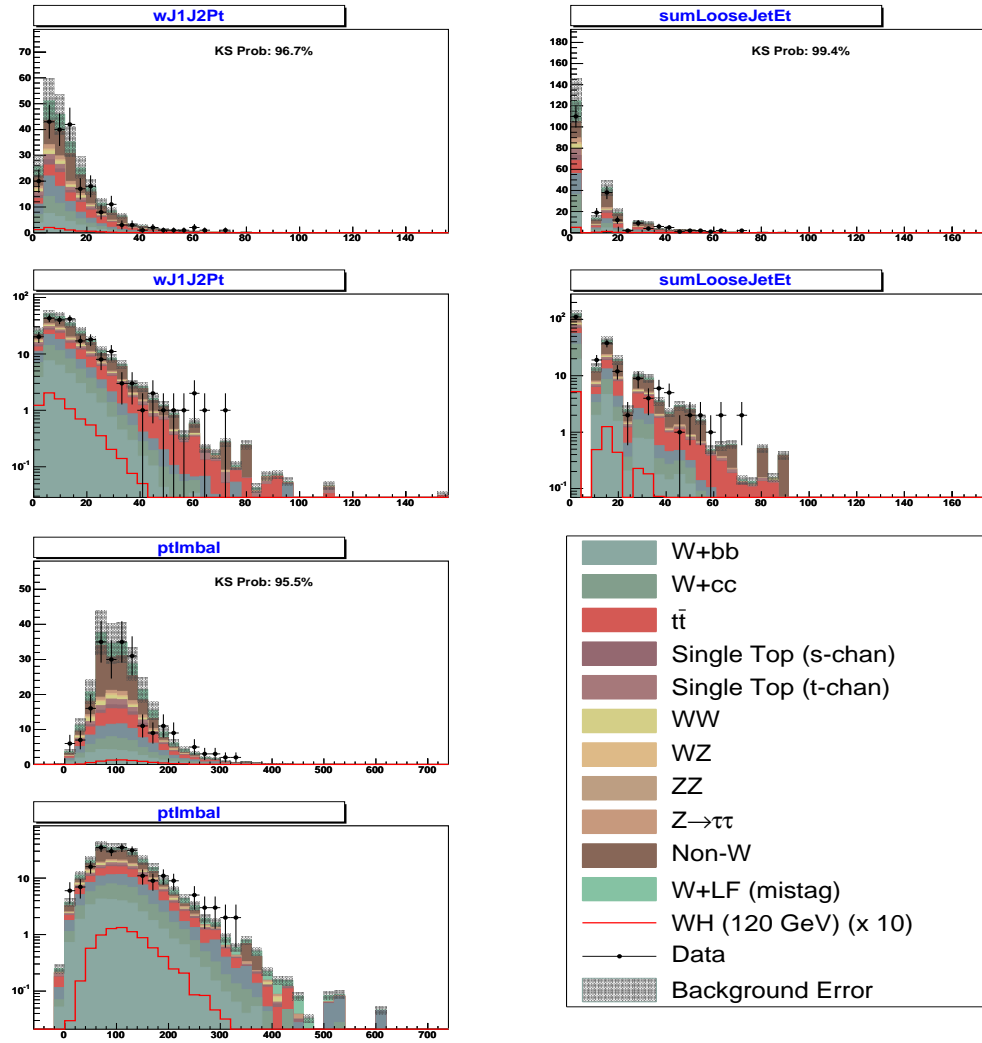 wJ1J2Pt
KS Prob: 96.7%
70
60
50
40
30
20
10
0
0 20 40 60 80 100 120 140
sumLooseJetEt
KS Prob: 99.4%
180
160
140
120
100
80
60
40
20
0
0 20 40 60 80 100 120 140 160
wJ1J2Pt
10^2
10
1
10^-1
0 20 40 60 80 100 120 140
sumLooseJetEt
10^2
10
1
10^-1
0 20 40 60 80 100 120 140 160
ptImbal
KS Prob: 95.5%
50
40
30
20
10
0
0 100 200 300 400 500 600 700
ptImbal
10
1
10^-1
0 100 200 300 400 500 600 700
W+bb
W+cc
tt̄
Single Top (s-chan)
Single Top (t-chan)
WW
WZ
ZZ
Z→ττ
Non-W
W+LF (mistag)
WH (120 GeV) (x 10)
Data
Background Error